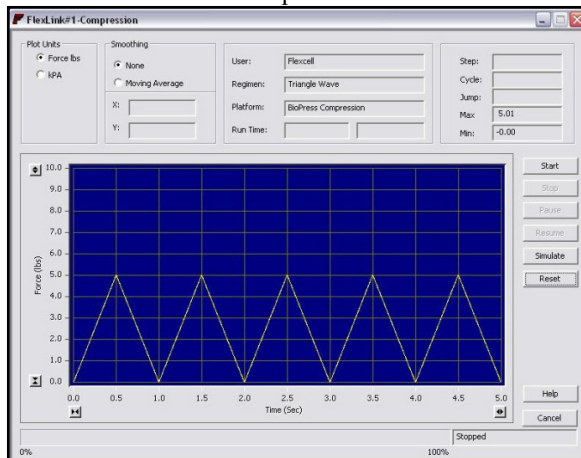 FlexLink#1-Compression
Plot Units
Force lbs
kPA
Smoothing
None
Moving Average
X:
Y:
User: Flexcell
Regimen: Triangle Wave
Platform: BioPress Compression
Run Time:
Step:
Cycle:
Jump:
Max 5.01
Min: -0.00
Start
Stop
Pause
Resume
Simulate
Reset
Help
Cancel
Force (lbs)
10.0
9.0
8.0
7.0
6.0
5.0
4.0
3.0
2.0
1.0
0.0
0.0 0.5 1.0 1.5 2.0 2.5 3.0 3.5 4.0 4.5 5.0
Time (Sec)
Stopped
0% 100%